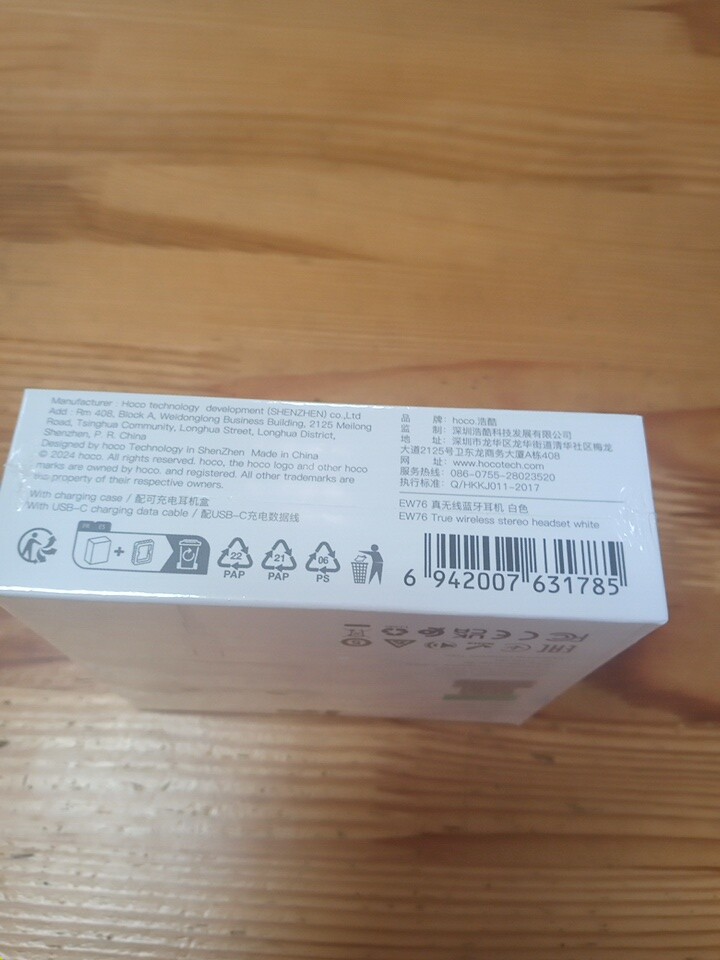 Manufacturer : Hoco technology development (SHENZHEN) co.,Ltd
Add : Rm 408, Block A, Weidonglong Business Building, 2125 Meilong
Road, Tsinghua Community, Longhua Street, Longhua District,
Shenzhen, P. R. China
Designed by hoco Technology in ShenZhen Made in China
© 2024 hoco. All rights reserved. hoco, the hoco logo and other hoco
marks are owned by hoco. and registered. All other trademarks are
property of their respective owners.
With charging case / 配可充电耳机盒
With USB-C charging data cable / 配USB-C充电数据线
品 牌: hoco.浩酷
监 制: 深圳浩酷科技发展有限公司
地 址: 深圳市龙华区龙华街道清华社区梅龙
大道2125号卫东龙商务大厦A栋408
网 址: www.hocotech.com
服务热线: 086-0755-28023520
执行标准: Q/HKKJ011-2017
EW76 真无线蓝牙耳机 白色
EW76 True wireless stereo headset white
22
PAP
21
PAP
06
PS
6 942007 631785
EAC